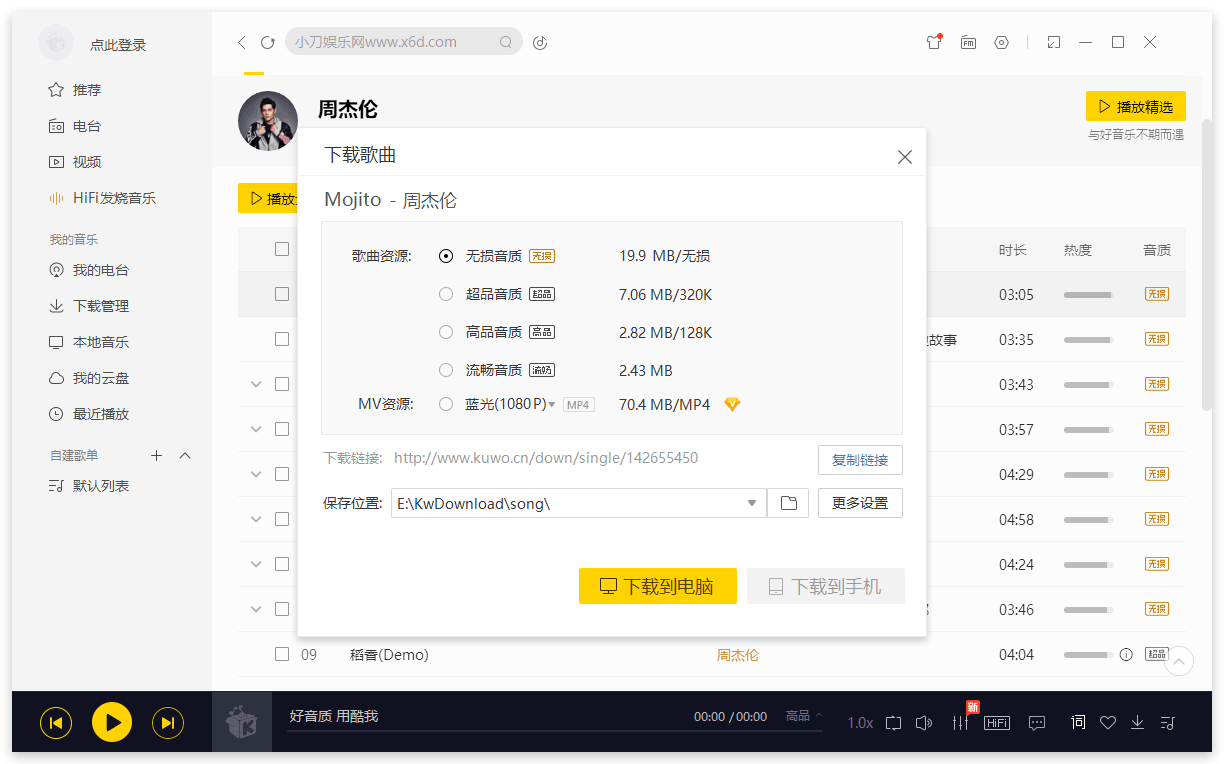 点此登录
小刀娱乐网www.x6d.com
推荐
电台
视频
HiFi发烧音乐
我的音乐
我的电台
下载管理
本地音乐
我的云盘
最近播放
自建歌单
默认列表
FM
周杰伦
播放精选
与好音乐不期而遇
播放
下载歌曲
Mojito - 周杰伦
歌曲资源: 无损音质 无损 19.9 MB/无损
超品音质 超品 7.06 MB/320K
高品音质 高品 2.82 MB/128K
流畅音质 流畅 2.43 MB
MV资源: 蓝光(1080P) MP4 70.4 MB/MP4
下载链接: http://www.kuwo.cn/down/single/142655450 复制链接
保存位置: E:\KwDownload\song\ 更多设置
下载到电脑 下载到手机
时长 热度 音质
03:05 无损
故事 03:35 无损
03:43 无损
03:57 无损
04:29 无损
04:58 无损
04:24 无损
03:46 无损
09 稻香(Demo) 周杰伦 04:04 超品
好音质 用酷我 00:00 / 00:00 高品 1.0x 新 HiFi 词